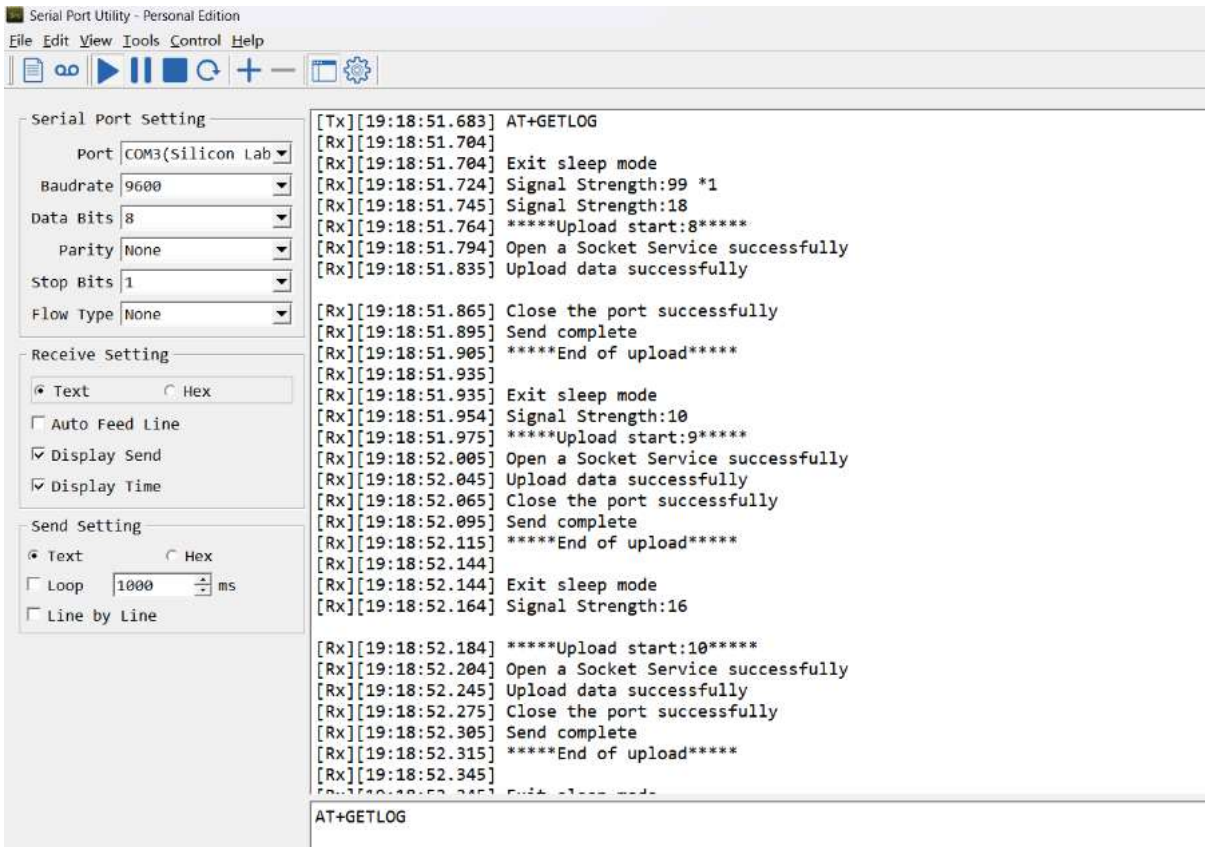 Serial Port Utility - Personal Edition
File Edit View Tools Control Help
Serial Port Setting
Port COM3(Silicon Lab
Baudrate 9600
Data Bits 8
Parity None
Stop Bits 1
Flow Type None
Receive Setting
Text Hex
Auto Feed Line
Display Send
Display Time
Send Setting
Text Hex
Loop 1000 ms
Line by Line
[Tx][19:18:51.683] AT+GETLOG
[Rx][19:18:51.704]
[Rx][19:18:51.704] Exit sleep mode
[Rx][19:18:51.724] Signal Strength:99 *1
[Rx][19:18:51.745] Signal Strength:18
[Rx][19:18:51.764] *****Upload start:8*****
[Rx][19:18:51.794] Open a Socket Service successfully
[Rx][19:18:51.835] Upload data successfully
[Rx][19:18:51.865] Close the port successfully
[Rx][19:18:51.895] Send complete
[Rx][19:18:51.905] *****End of upload*****
[Rx][19:18:51.935]
[Rx][19:18:51.935] Exit sleep mode
[Rx][19:18:51.954] Signal Strength:10
[Rx][19:18:51.975] *****Upload start:9*****
[Rx][19:18:52.005] Open a Socket Service successfully
[Rx][19:18:52.045] Upload data successfully
[Rx][19:18:52.065] Close the port successfully
[Rx][19:18:52.095] Send complete
[Rx][19:18:52.115] *****End of upload*****
[Rx][19:18:52.144]
[Rx][19:18:52.144] Exit sleep mode
[Rx][19:18:52.164] Signal Strength:16
[Rx][19:18:52.184] *****Upload start:10*****
[Rx][19:18:52.204] Open a Socket Service successfully
[Rx][19:18:52.245] Upload data successfully
[Rx][19:18:52.275] Close the port successfully
[Rx][19:18:52.305] Send complete
[Rx][19:18:52.315] *****End of upload*****
[Rx][19:18:52.345]
[Rx][19:18:52.345] Exit sleep mode
AT+GETLOG